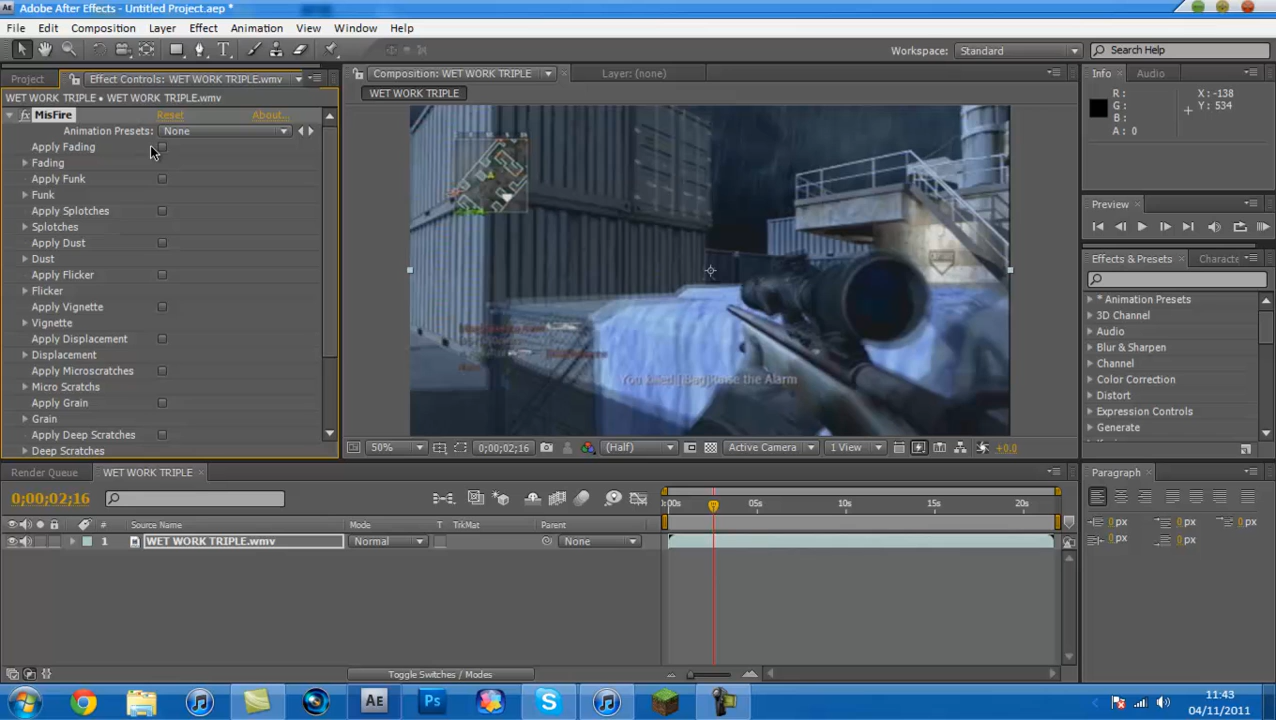 Adobe After Effects - Untitled Project.aep *
File Edit Composition Layer Effect Animation View Window Help
Workspace: Standard Search Help
Project Effect Controls: WET WORK TRIPLE.wmv
WET WORK TRIPLE • WET WORK TRIPLE.wmv
fx MisFire Reset About...
Animation Presets: None
Apply Fading
Fading
Apply Funk
Funk
Apply Splotches
Splotches
Apply Dust
Dust
Apply Flicker
Flicker
Apply Vignette
Vignette
Apply Displacement
Displacement
Apply Microscratches
Micro Scratchs
Apply Grain
Grain
Apply Deep Scratches
Deep Scratches
Composition: WET WORK TRIPLE Layer: (none)
WET WORK TRIPLE
You killed [Bag]Raise the Alarm
50% 0;00;02;16 (Half) Active Camera 1 View +0.0
Info Audio
R : X : -138
G : Y : 534
B :
A : 0
Preview
Effects & Presets Characte
* Animation Presets
3D Channel
Audio
Blur & Sharpen
Channel
Color Correction
Distort
Expression Controls
Generate
Render Queue WET WORK TRIPLE
0;00;02;16
:00s 05s 10s 15s 20s
Source Name Mode T TrkMat Parent
1 WET WORK TRIPLE.wmv Normal None
Toggle Switches / Modes
Paragraph
0 px 0 px 0 px
0 px 0 px
Ae Ps
11:43
04/11/2011